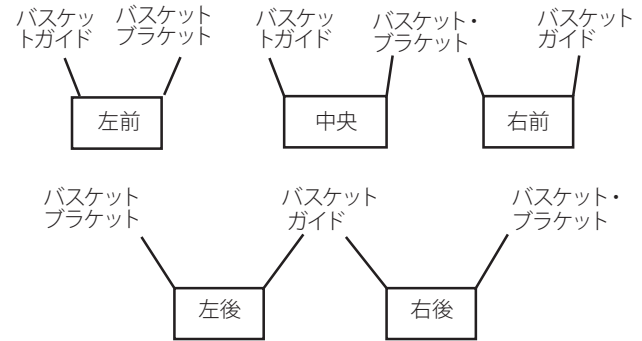 バスケッ
トガイド
バスケット
ブラケット
バスケッ
トガイド
バスケット・
ブラケット
バスケット
ガイド
左前
中央
右前
バスケット
ブラケット
バスケット
ガイド
バスケット・
ブラケット
左後
右後